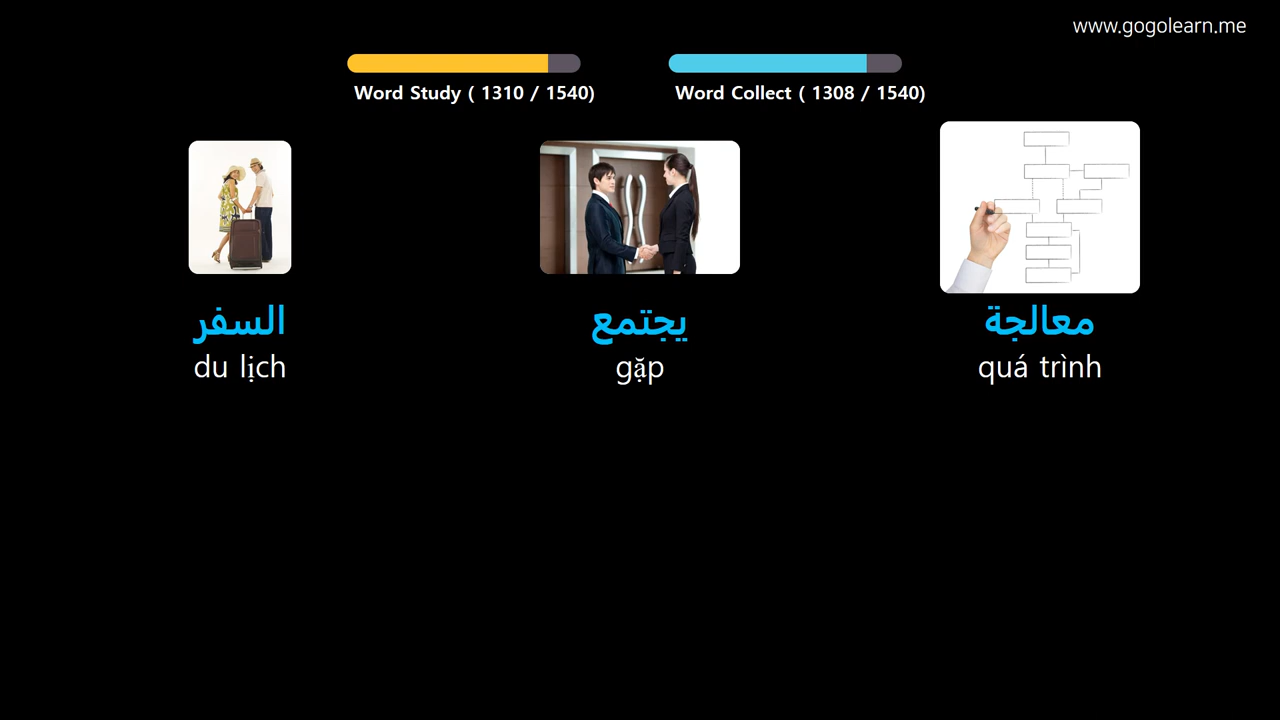 www.gogolearn.me
Word Study ( 1310 / 1540)
Word Collect ( 1308 / 1540)
السفر
du lịch
يجتمع
gặp
معالجة
quá trình